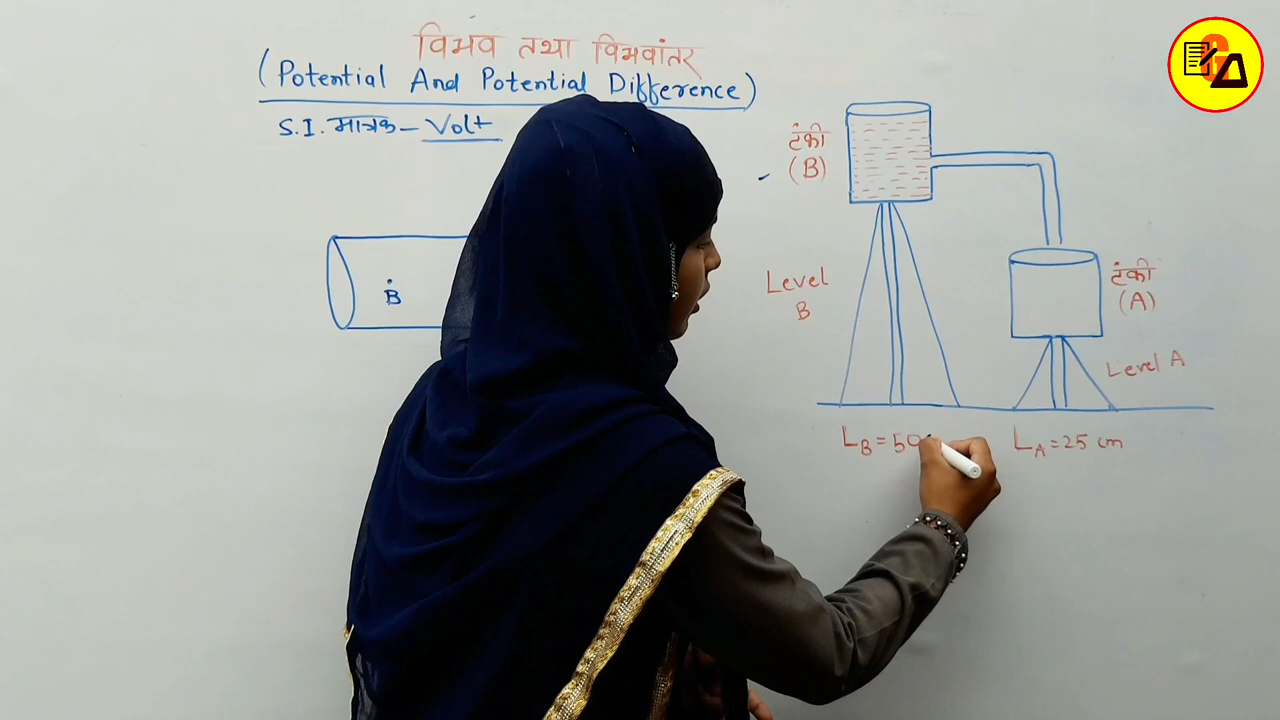 विभव तथा विभवांतर
(Potential And Potential Difference)
S.I. मात्रक - Volt
B
टंकी
(B)
Level
B
टंकी
(A)
Level A
L_B = 50
L_A = 25 cm